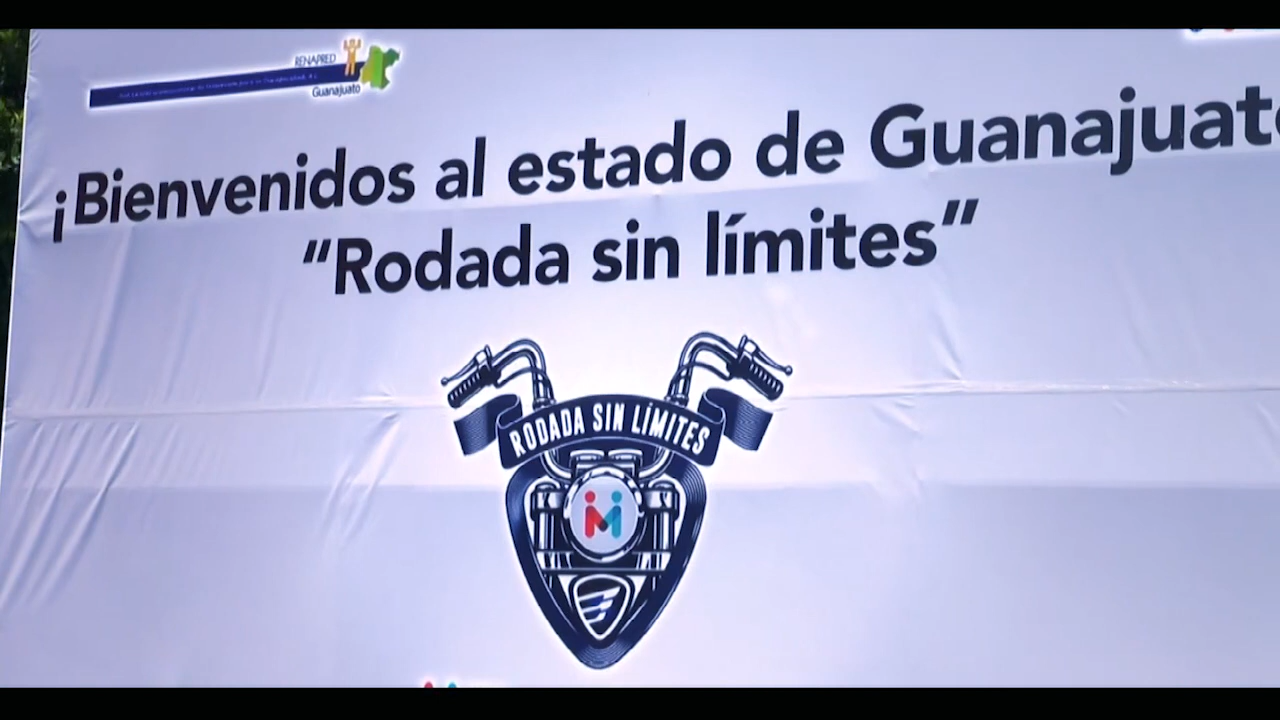 RENAPRED
Guanajuato
¡Bienvenidos al estado de Guanajuato
“Rodada sin límites”
RODADA SIN LÍMITES